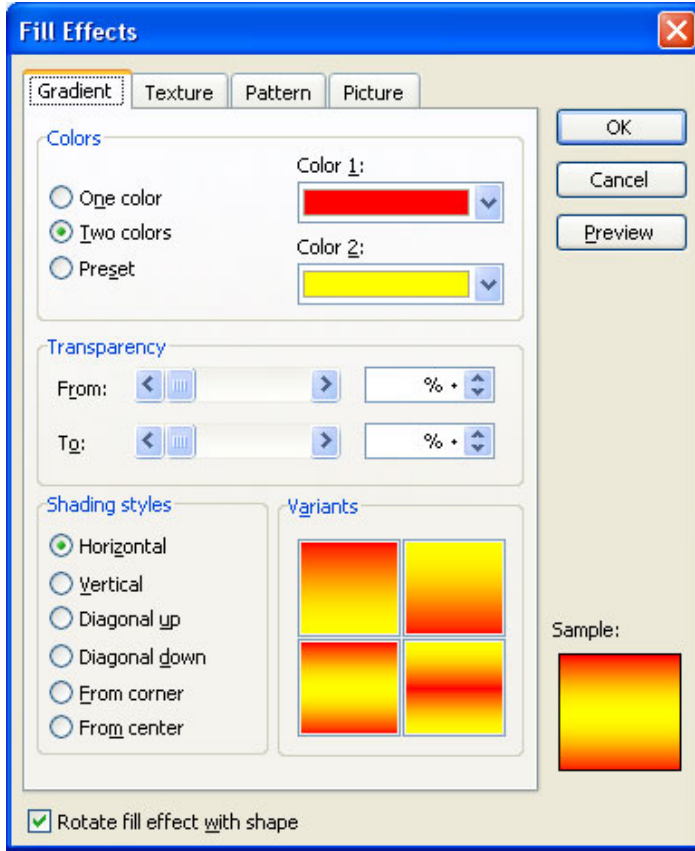 Fill Effects
Gradient Texture Pattern Picture
OK
Cancel
Preview
Colors
One color
Two colors
Preset
Color 1:
Color 2:
Transparency
From: % •
To: % •
Shading styles
Horizontal
Vertical
Diagonal up
Diagonal down
From corner
From center
Variants
Sample:
Rotate fill effect with shape